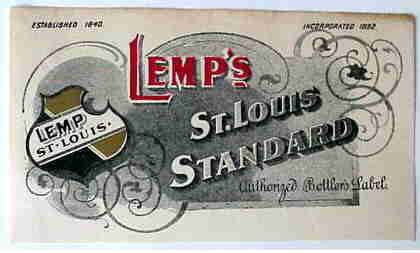 ESTABLISHED 1840.
INCORPORATED 1892.
LEMP'S
ST. LOUIS
STANDARD
LEMP
ST. LOUIS.
Authorized Bottler's Label.